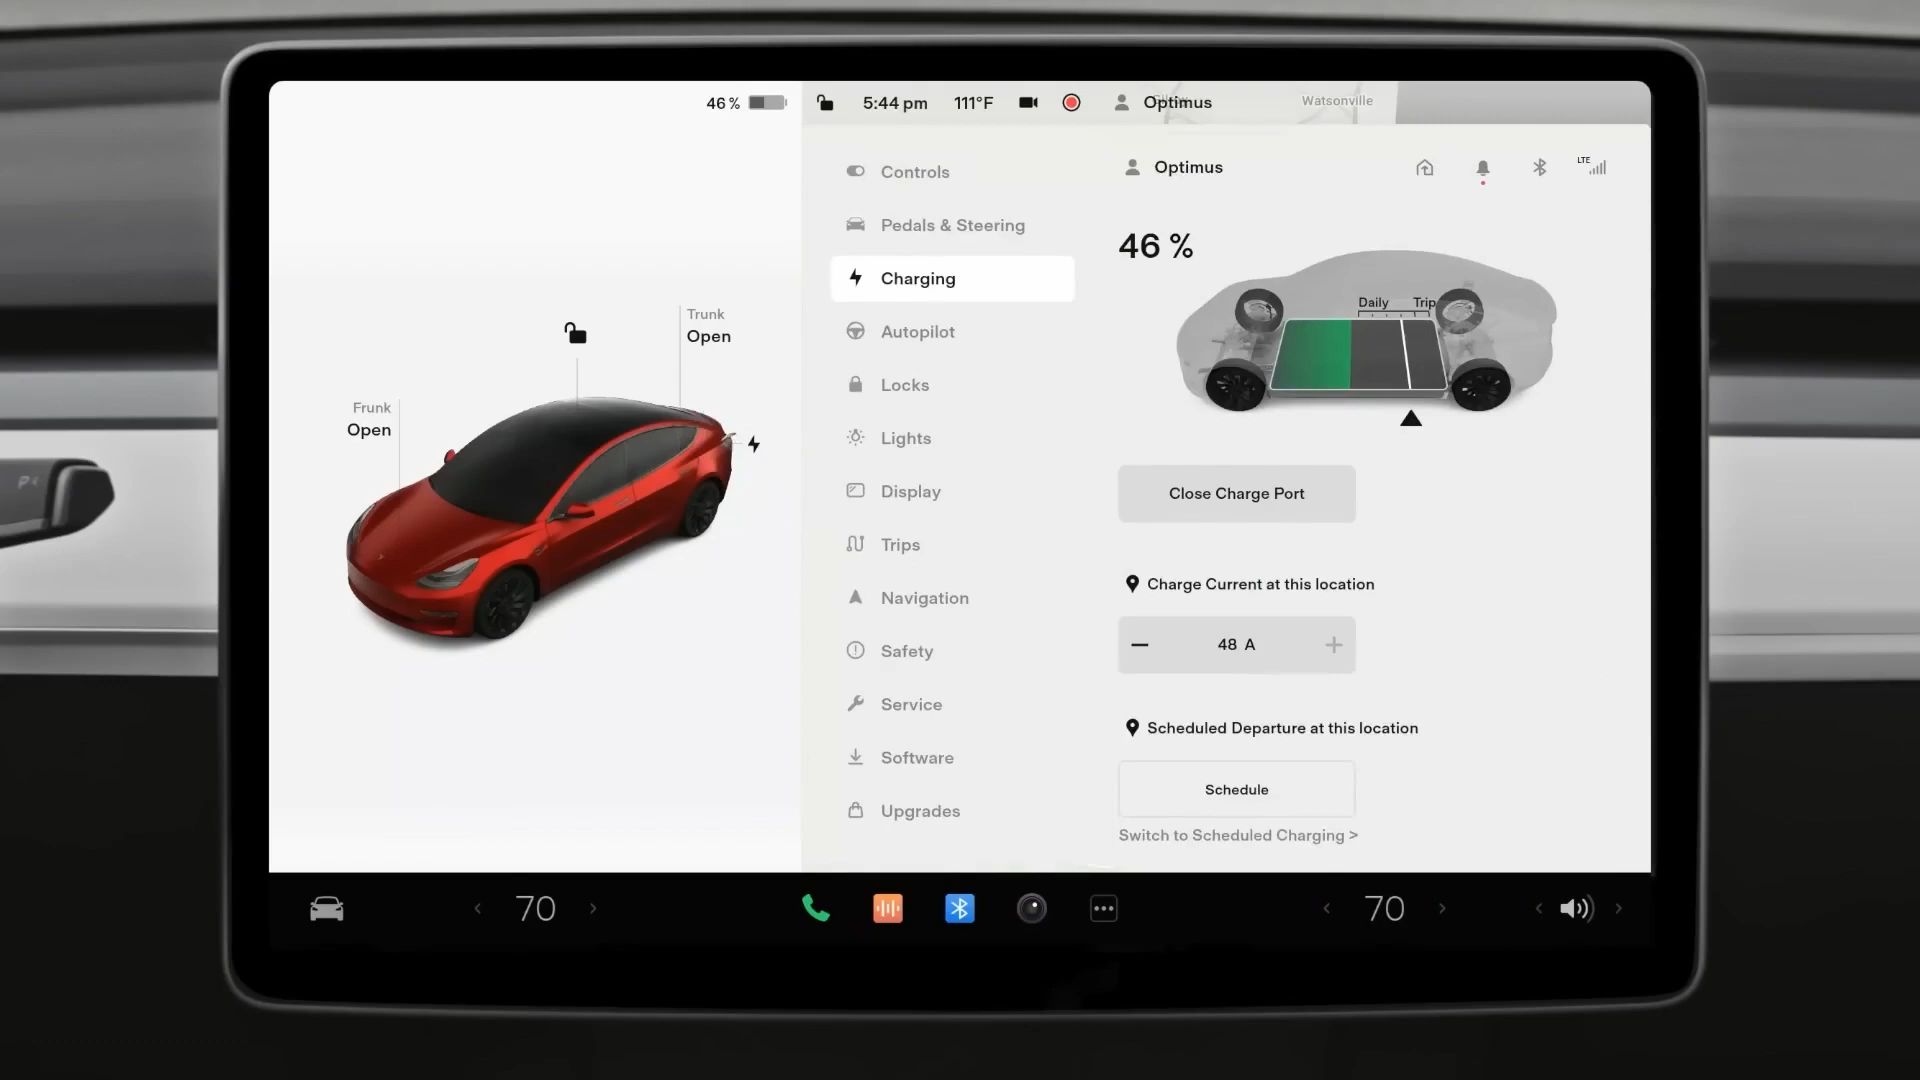 46 %
5:44 pm
111°F
Optimus
Watsonville
Trunk
Open
Frunk
Open
Controls
Pedals & Steering
Charging
Autopilot
Locks
Lights
Display
Trips
Navigation
Safety
Service
Software
Upgrades
Optimus
LTE
46 %
Daily Trip
Close Charge Port
Charge Current at this location
48 A
Scheduled Departure at this location
Schedule
Switch to Scheduled Charging >
70
70
P